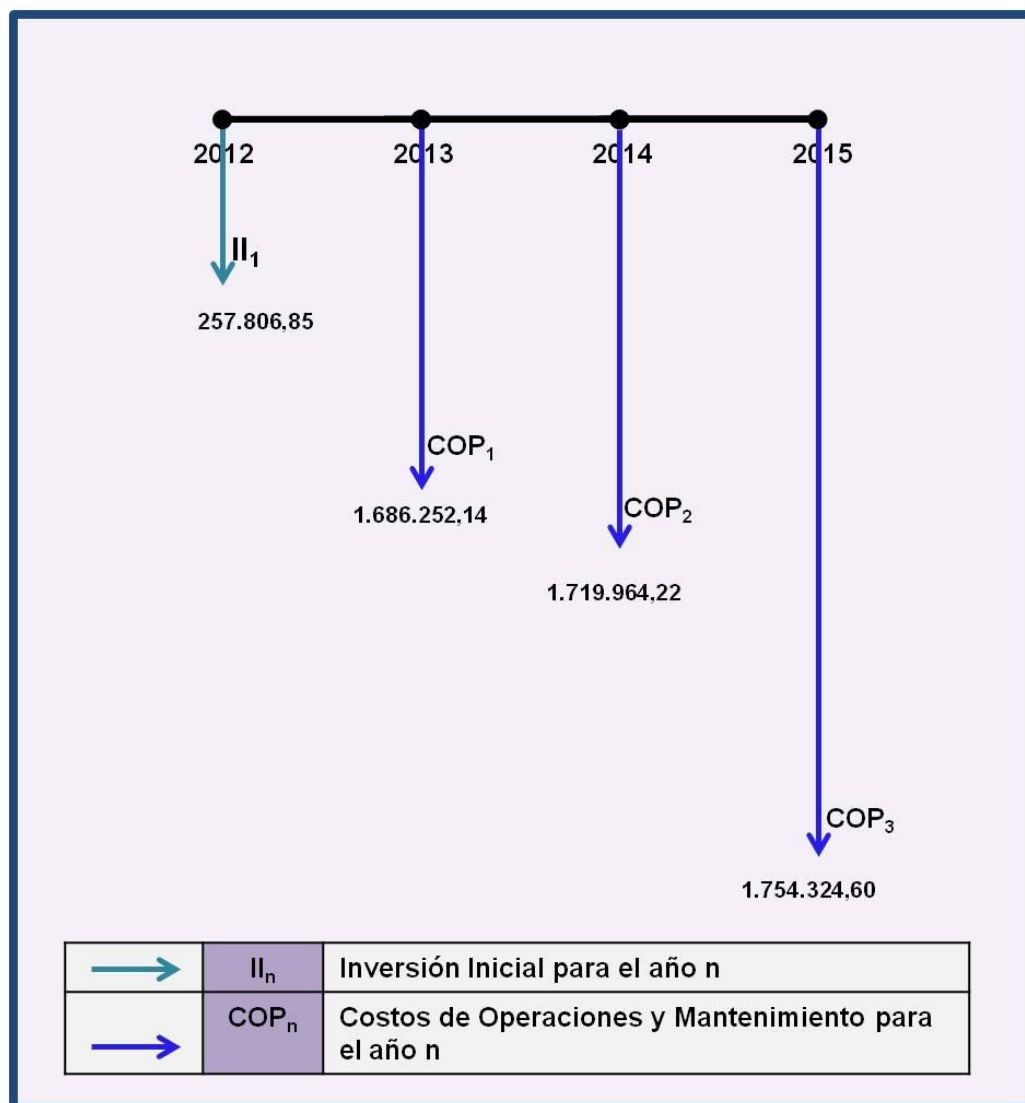 2012 2013 2014 2015
II₁
257.806,85
COP₁
1.686.252,14
COP₂
1.719.964,22
COP₃
1.754.324,60
IIₙ Inversión Inicial para el año n
COPₙ Costos de Operaciones y Mantenimiento para
el año n